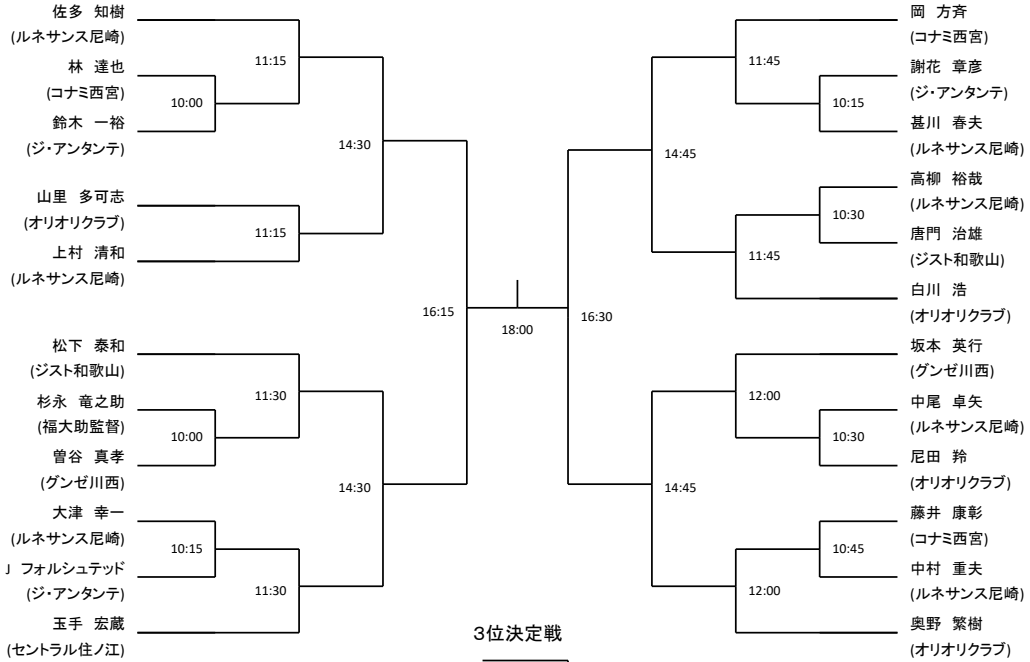 佐多 知樹
(ルネサンス尼崎)
11:15
林 達也
(コナミ西宮)
10:00
鈴木 一裕
(ジ・アンタンテ)
14:30
山里 多可志
(オリオリクラブ)
11:15
上村 清和
(ルネサンス尼崎)
16:15
松下 泰和
(ジスト和歌山)
11:30
杉永 竜之助
(福大助監督)
10:00
曽谷 真孝
(グンゼ川西)
14:30
大津 幸一
(ルネサンス尼崎)
10:15
J フォルシュテッド
(ジ・アンタンテ)
11:30
玉手 宏蔵
(セントラル住ノ江)
18:00
3位決定戦
岡 方斉
(コナミ西宮)
11:45
謝花 章彦
(ジ・アンタンテ)
10:15
甚川 春夫
(ルネサンス尼崎)
14:45
高柳 裕哉
(ルネサンス尼崎)
10:30
唐門 治雄
(ジスト和歌山)
11:45
白川 浩
(オリオリクラブ)
16:30
坂本 英行
(グンゼ川西)
12:00
中尾 卓矢
(ルネサンス尼崎)
10:30
尼田 羚
(オリオリクラブ)
14:45
藤井 康彰
(コナミ西宮)
10:45
中村 重夫
(ルネサンス尼崎)
12:00
奥野 繁樹
(オリオリクラブ)